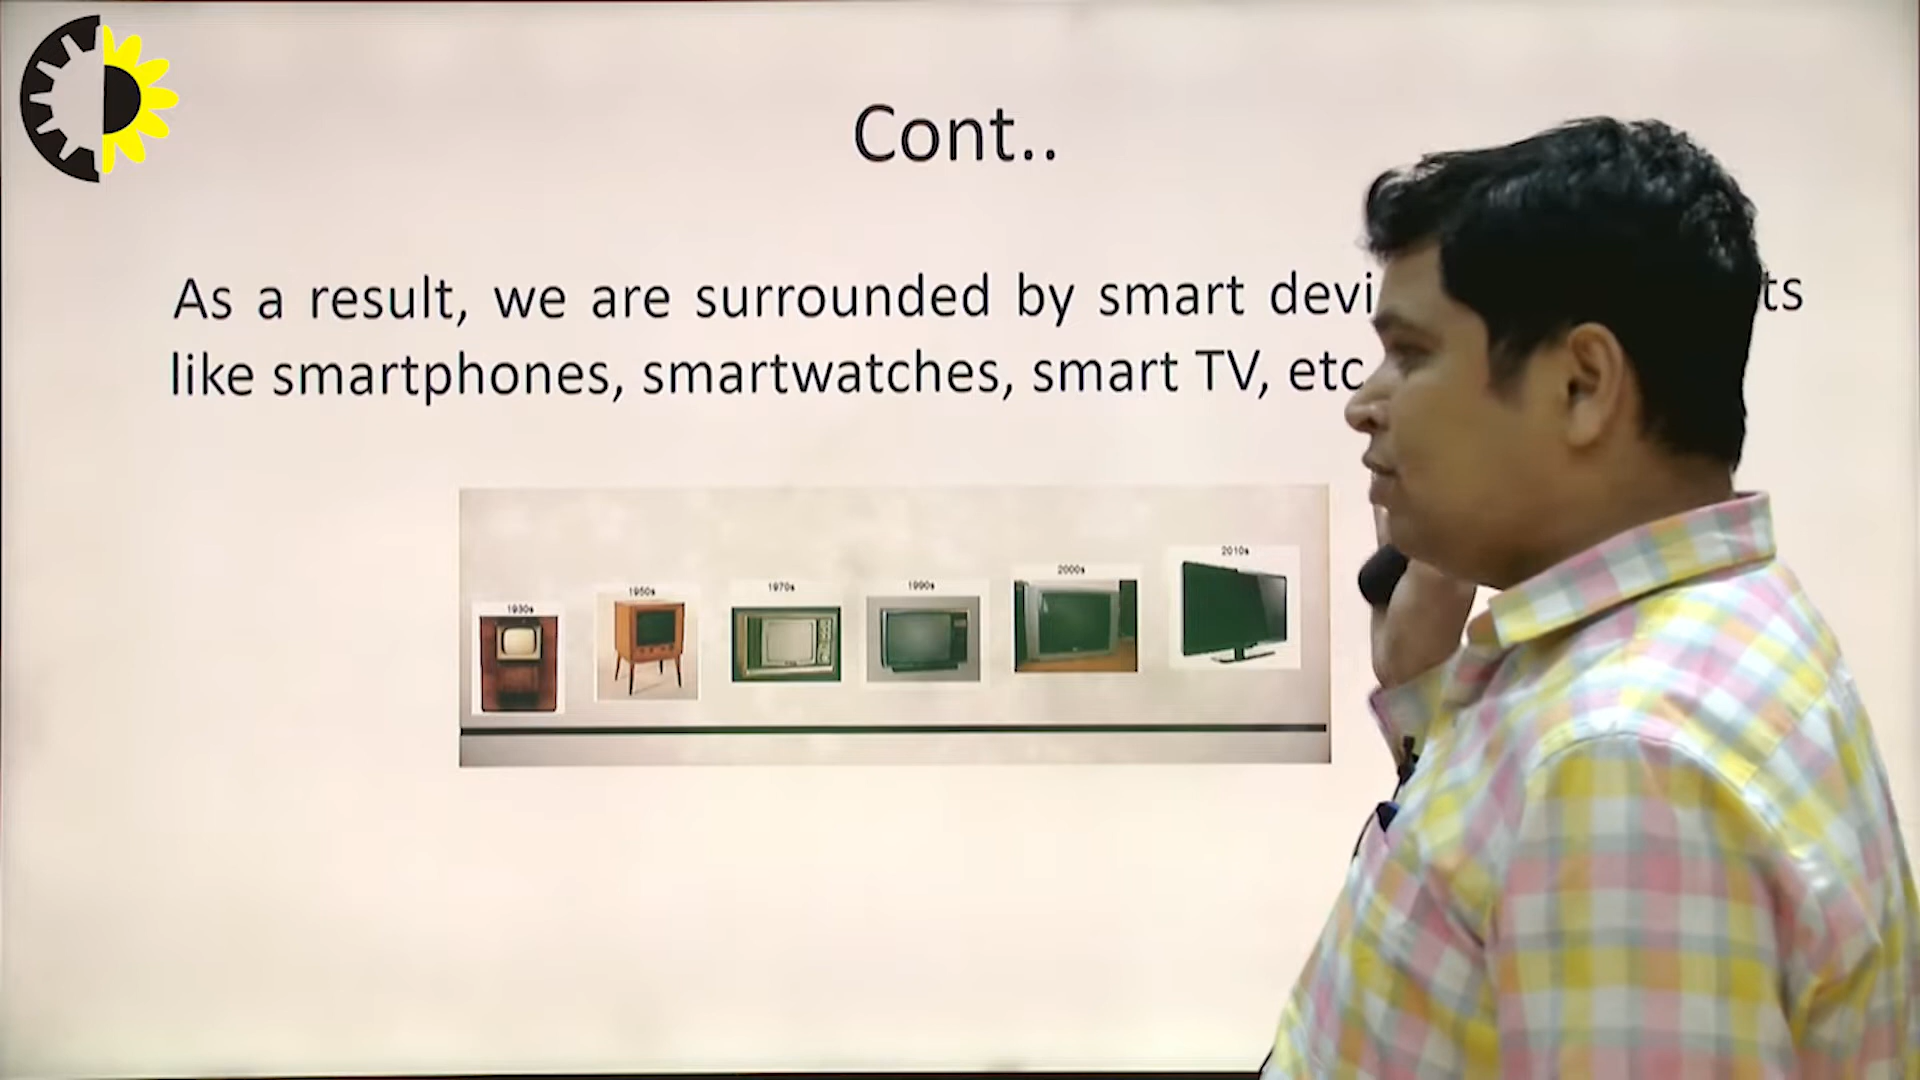 Cont..
As a result, we are surrounded by smart ts
like smartphones, smartwatches, smart TV, etc
1930s
1950s
1970s
1990s
2000s
2010s